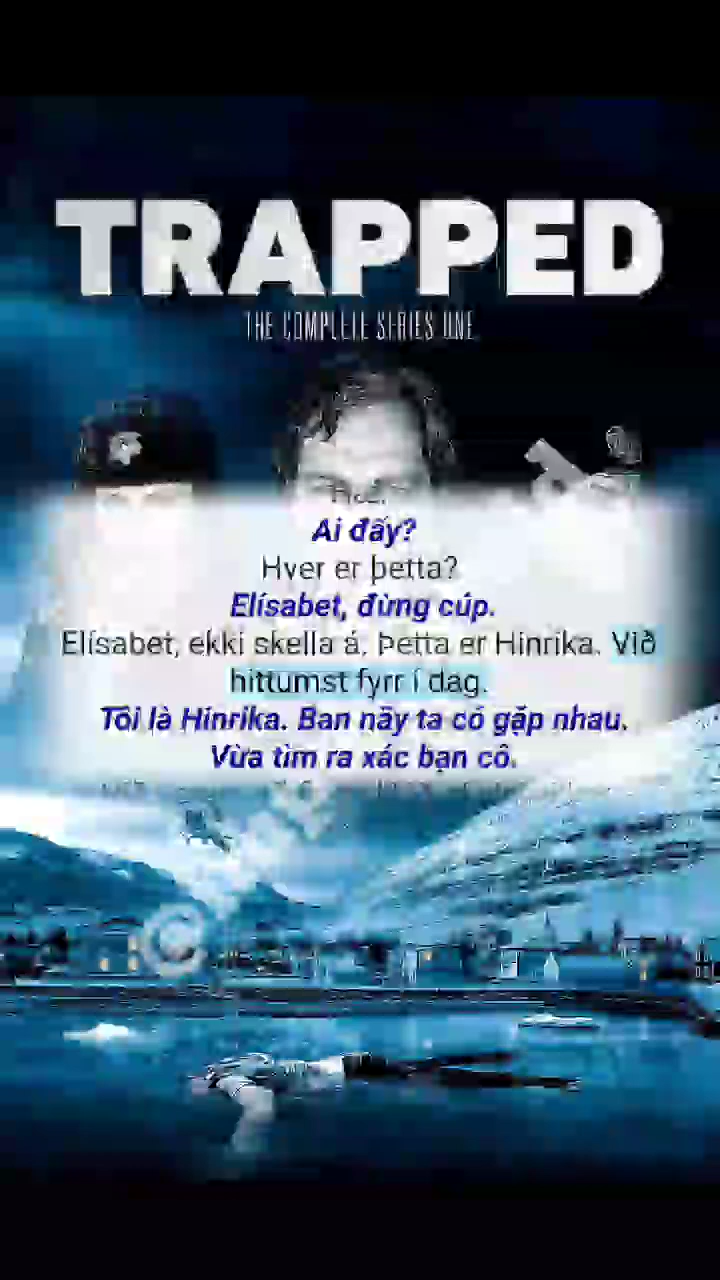 TRAPPED
THE COMPLETE SERIES ONE
Ai đấy?
Hver er þetta?
Elísabet, đừng cúp.
Elísabet, ekki skella á. Þetta er Hinrika. Við
hittumst fyrr í dag.
Tôi là Hinrika. Ban nãy ta có gặp nhau.
Vừa tìm ra xác bạn cô.